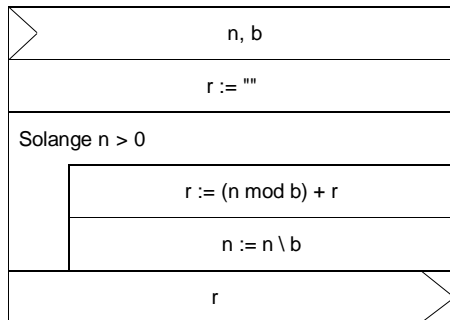 n, b
r := ""
Solange n > 0
r := (n mod b) + r
n := n \ b
r